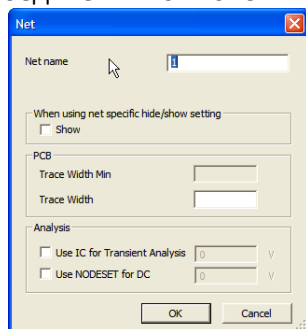 Net
Net name
1
When using net specific hide/show setting
Show
PCB
Trace Width Min
Trace Width
Analysis
Use IC for Transient Analysis 0 V
Use NODESET for DC 0 V
OK Cancel